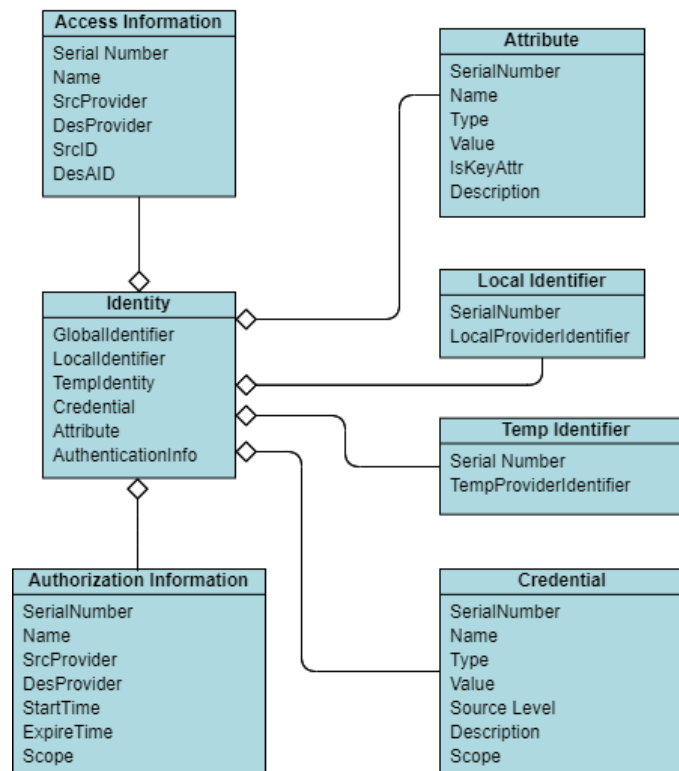 Access Information
Serial Number
Name
SrcProvider
DesProvider
SrcID
DesAID
Attribute
SerialNumber
Name
Type
Value
IsKeyAttr
Description
Identity
GlobalIdentifier
LocalIdentifier
TempIdentity
Credential
Attribute
AuthenticationInfo
Local Identifier
SerialNumber
LocalProviderIdentifier
Temp Identifier
Serial Number
TempProviderIdentifier
Authorization Information
SerialNumber
Name
SrcProvider
DesProvider
StartTime
ExpireTime
Scope
Credential
SerialNumber
Name
Type
Value
Source Level
Description
Scope